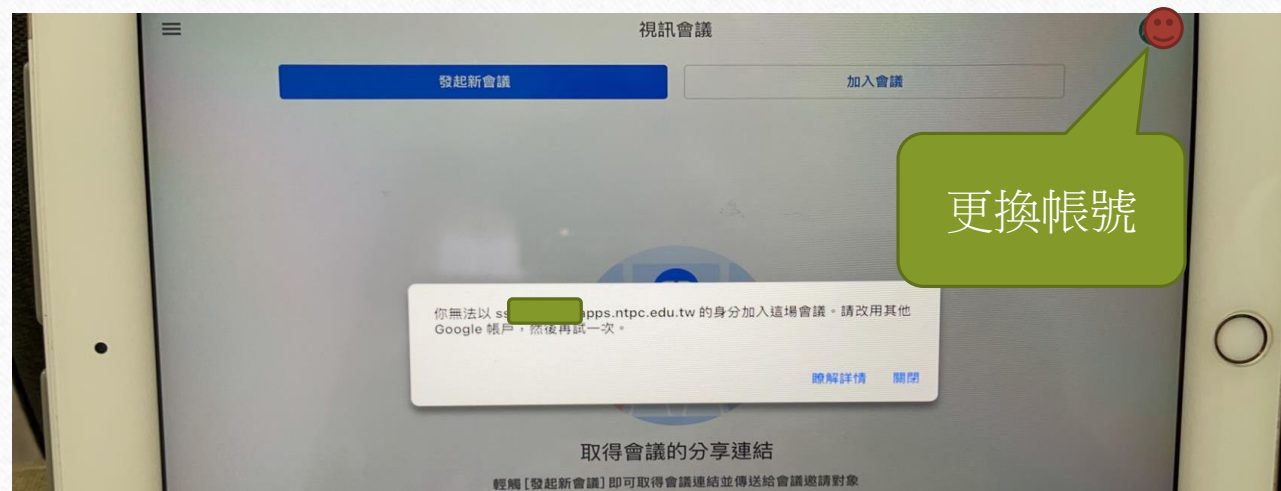 視訊會議
發起新會議
加入會議
更換帳號
你無法以 ss apps.ntpc.edu.tw 的身分加入這場會議。請改用其他
Google 帳戶，然後再試一次。
瞭解詳情 關閉
取得會議的分享連結
輕觸 [發起新會議] 即可取得會議連結並傳送給會議邀請對象